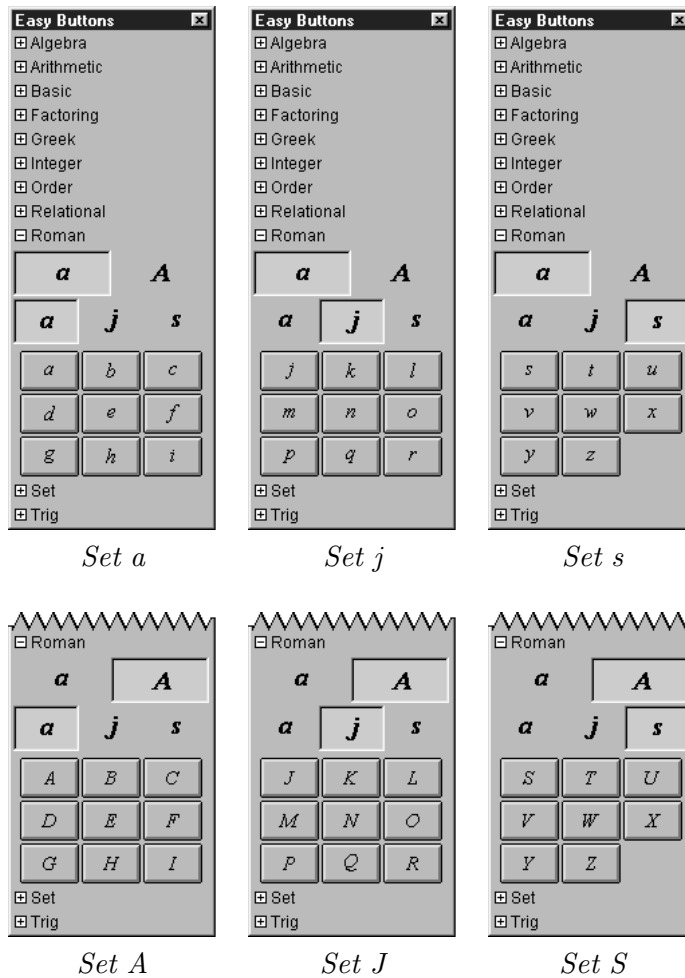 Easy Buttons
Algebra
Arithmetic
Basic
Factoring
Greek
Integer
Order
Relational
Roman
a A
a j s
a b c
d e f
g h i
Set
Trig
Set a
Easy Buttons
Algebra
Arithmetic
Basic
Factoring
Greek
Integer
Order
Relational
Roman
a A
a j s
j k l
m n o
p q r
Set
Trig
Set j
Easy Buttons
Algebra
Arithmetic
Basic
Factoring
Greek
Integer
Order
Relational
Roman
a A
a j s
s t u
v w x
y z
Set
Trig
Set s
Roman
a A
a j s
A B C
D E F
G H I
Set
Trig
Set A
Roman
a A
a j s
J K L
M N O
P Q R
Set
Trig
Set J
Roman
a A
a j s
S T U
V W X
Y Z
Set
Trig
Set S